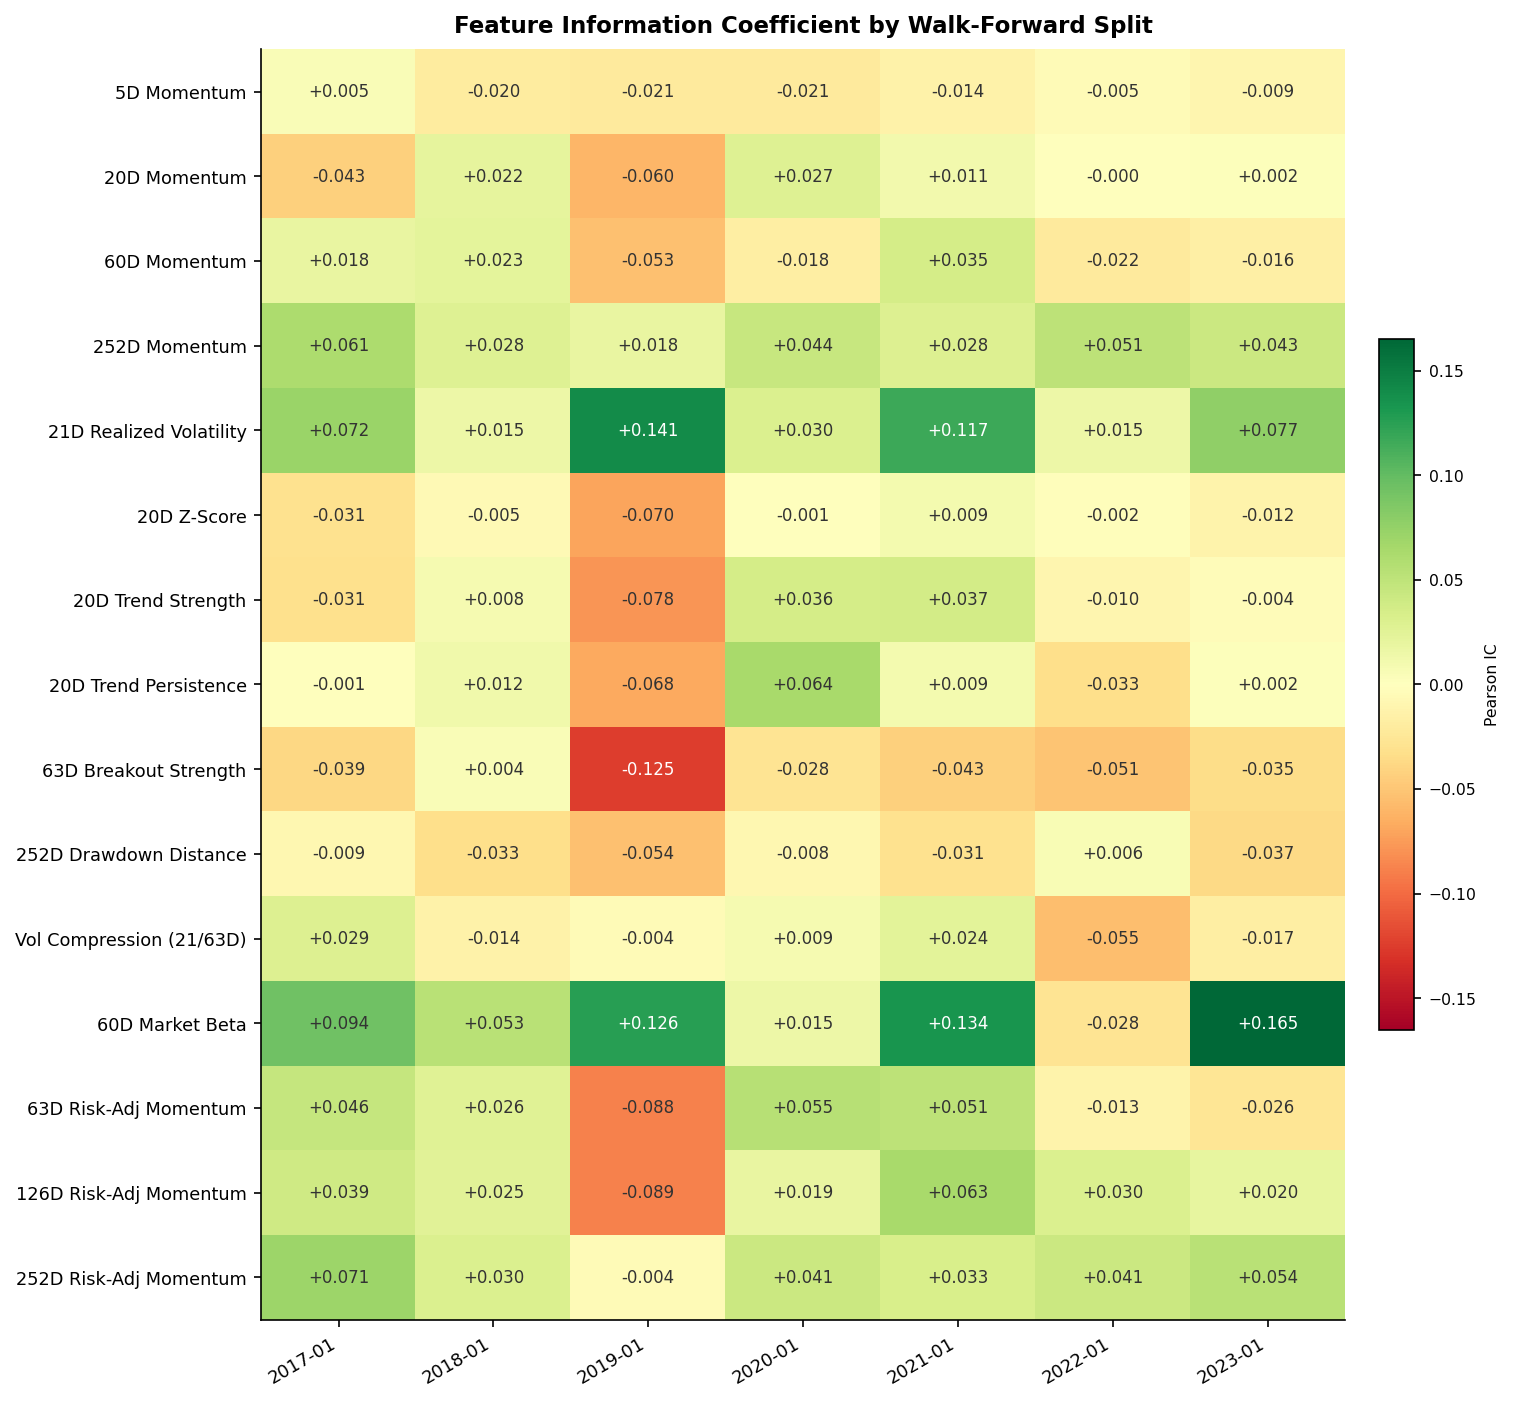 Feature Information Coefficient by Walk-Forward Split
5D Momentum +0.005 -0.020 -0.021 -0.021 -0.014 -0.005 -0.009
20D Momentum -0.043 +0.022 -0.060 +0.027 +0.011 -0.000 +0.002
60D Momentum +0.018 +0.023 -0.053 -0.018 +0.035 -0.022 -0.016
252D Momentum +0.061 +0.028 +0.018 +0.044 +0.028 +0.051 +0.043
21D Realized Volatility +0.072 +0.015 +0.141 +0.030 +0.117 +0.015 +0.077
20D Z-Score -0.031 -0.005 -0.070 -0.001 +0.009 -0.002 -0.012
20D Trend Strength -0.031 +0.008 -0.078 +0.036 +0.037 -0.010 -0.004
20D Trend Persistence -0.001 +0.012 -0.068 +0.064 +0.009 -0.033 +0.002
63D Breakout Strength -0.039 +0.004 -0.125 -0.028 -0.043 -0.051 -0.035
252D Drawdown Distance -0.009 -0.033 -0.054 -0.008 -0.031 +0.006 -0.037
Vol Compression (21/63D) +0.029 -0.014 -0.004 +0.009 +0.024 -0.055 -0.017
60D Market Beta +0.094 +0.053 +0.126 +0.015 +0.134 -0.028 +0.165
63D Risk-Adj Momentum +0.046 +0.026 -0.088 +0.055 +0.051 -0.013 -0.026
126D Risk-Adj Momentum +0.039 +0.025 -0.089 +0.019 +0.063 +0.030 +0.020
252D Risk-Adj Momentum +0.071 +0.030 -0.004 +0.041 +0.033 +0.041 +0.054
2017-01 2018-01 2019-01 2020-01 2021-01 2022-01 2023-01
0.15
0.10
0.05
0.00
−0.05
−0.10
−0.15
Pearson IC